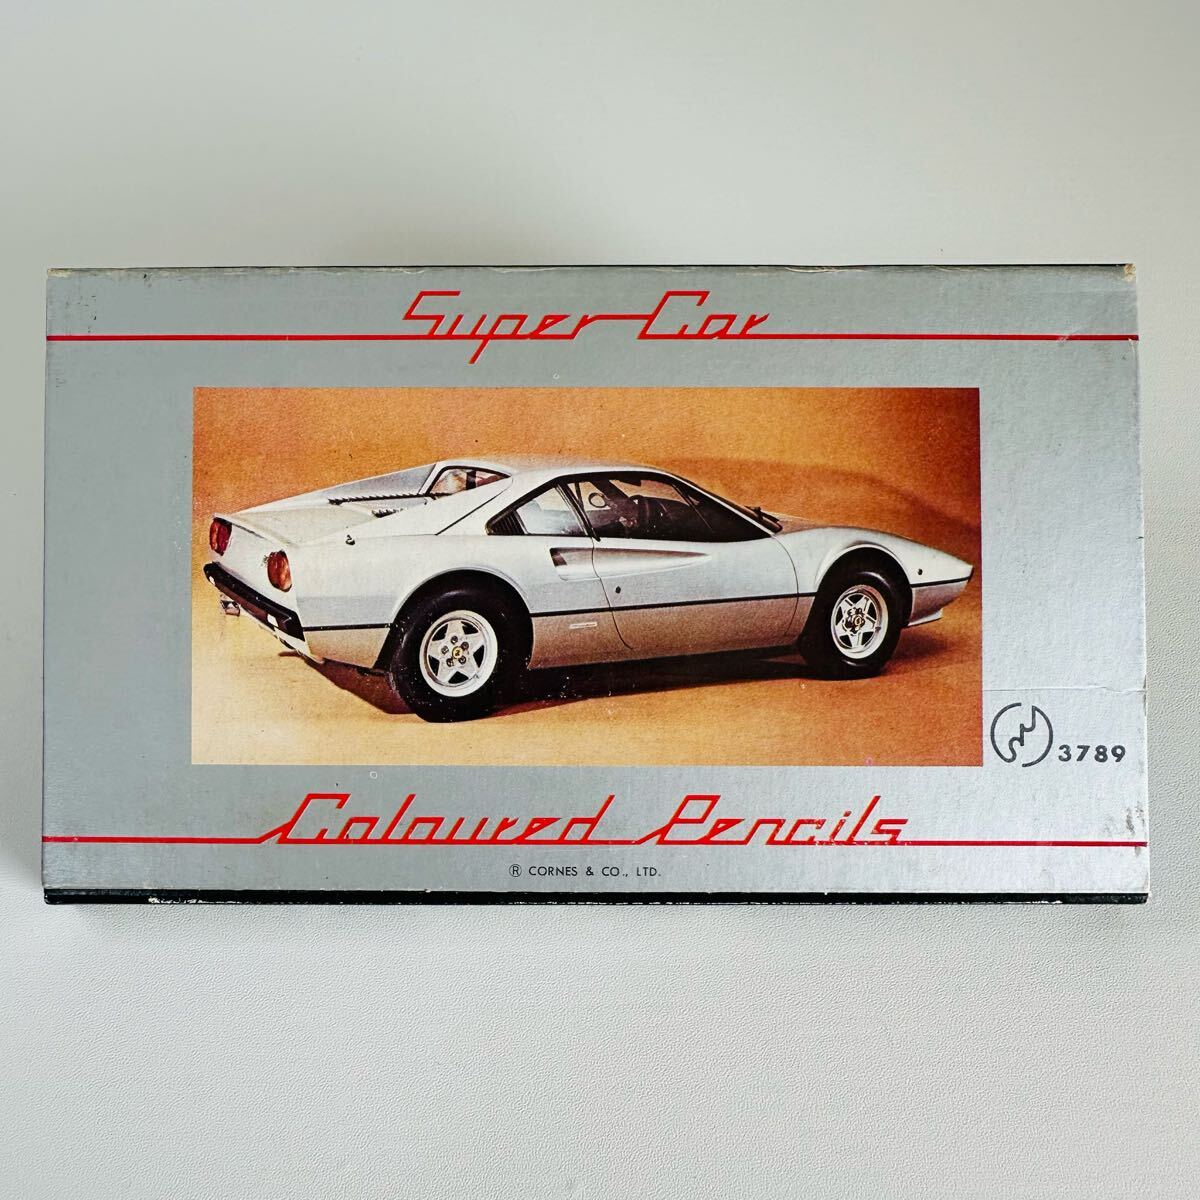 Super Car
3789
Coloured Pencils
® CORNES & CO., LTD.